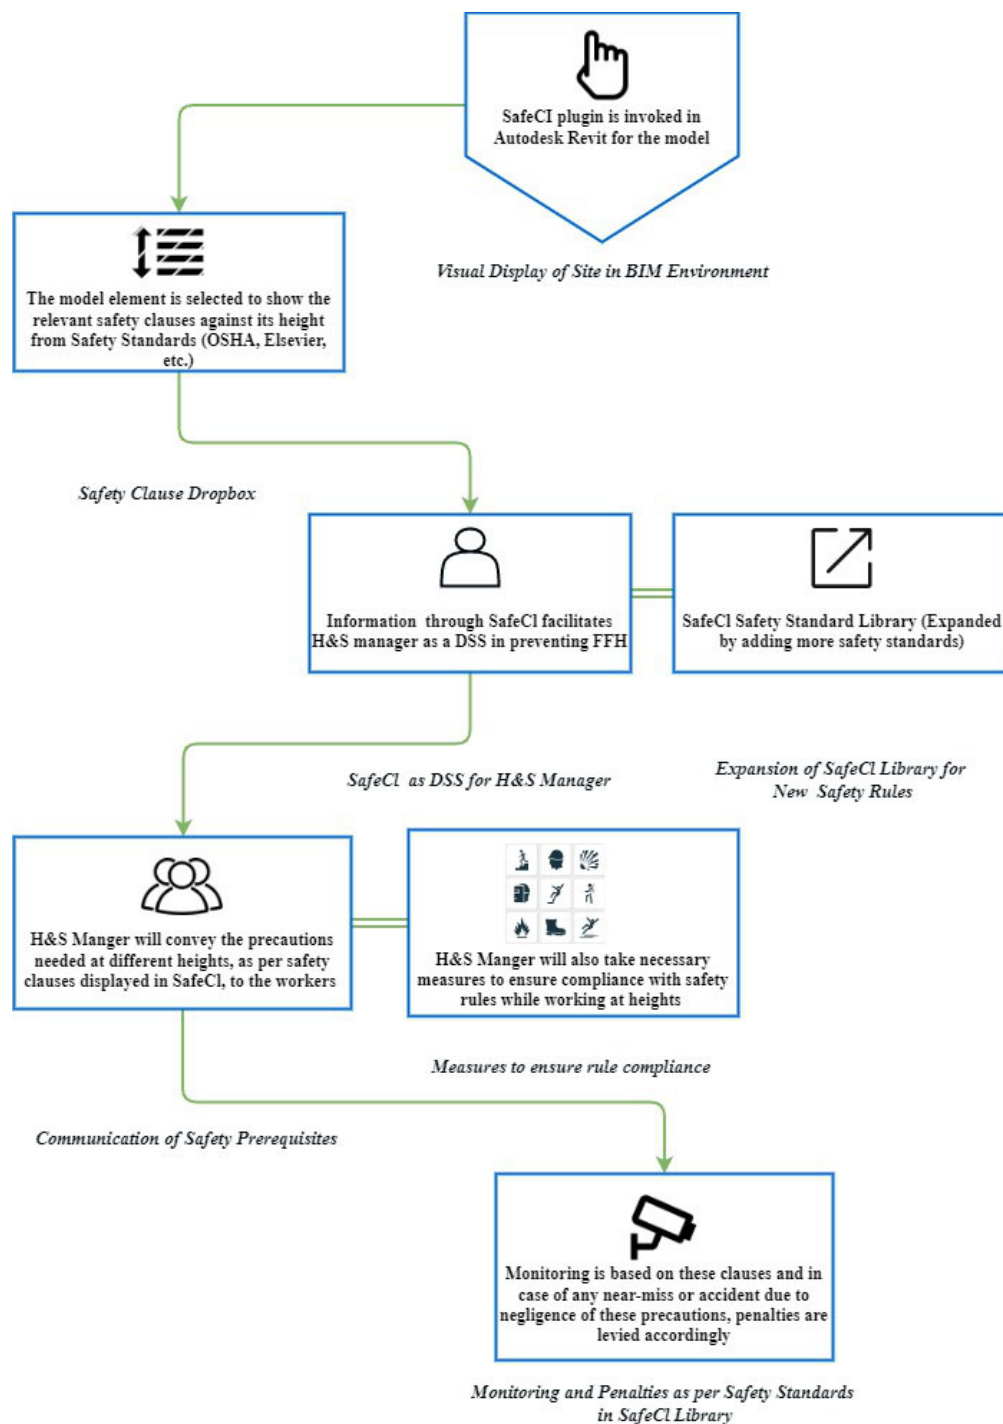 SafeCI plugin is invoked in
Autodesk Revit for the model
Visual Display of Site in BIM Environment
The model element is selected to show the
relevant safety clauses against its height
from Safety Standards (OSHA, Elsevier,
etc.)
Safety Clause Dropbox
Information through SafeCl facilitates
H&S manager as a DSS in preventing FFH
SafeCl Safety Standard Library (Expanded
by adding more safety standards)
SafeCl as DSS for H&S Manager
Expansion of SafeCl Library for
New Safety Rules
H&S Manger will convey the precautions
needed at different heights, as per safety
clauses displayed in SafeCl, to the workers
H&S Manger will also take necessary
measures to ensure compliance with safety
rules while working at heights
Measures to ensure rule compliance
Communication of Safety Prerequisites
Monitoring is based on these clauses and in
case of any near-miss or accident due to
negligence of these precautions, penalties are
levied accordingly
Monitoring and Penalties as per Safety Standards
in SafeCl Library